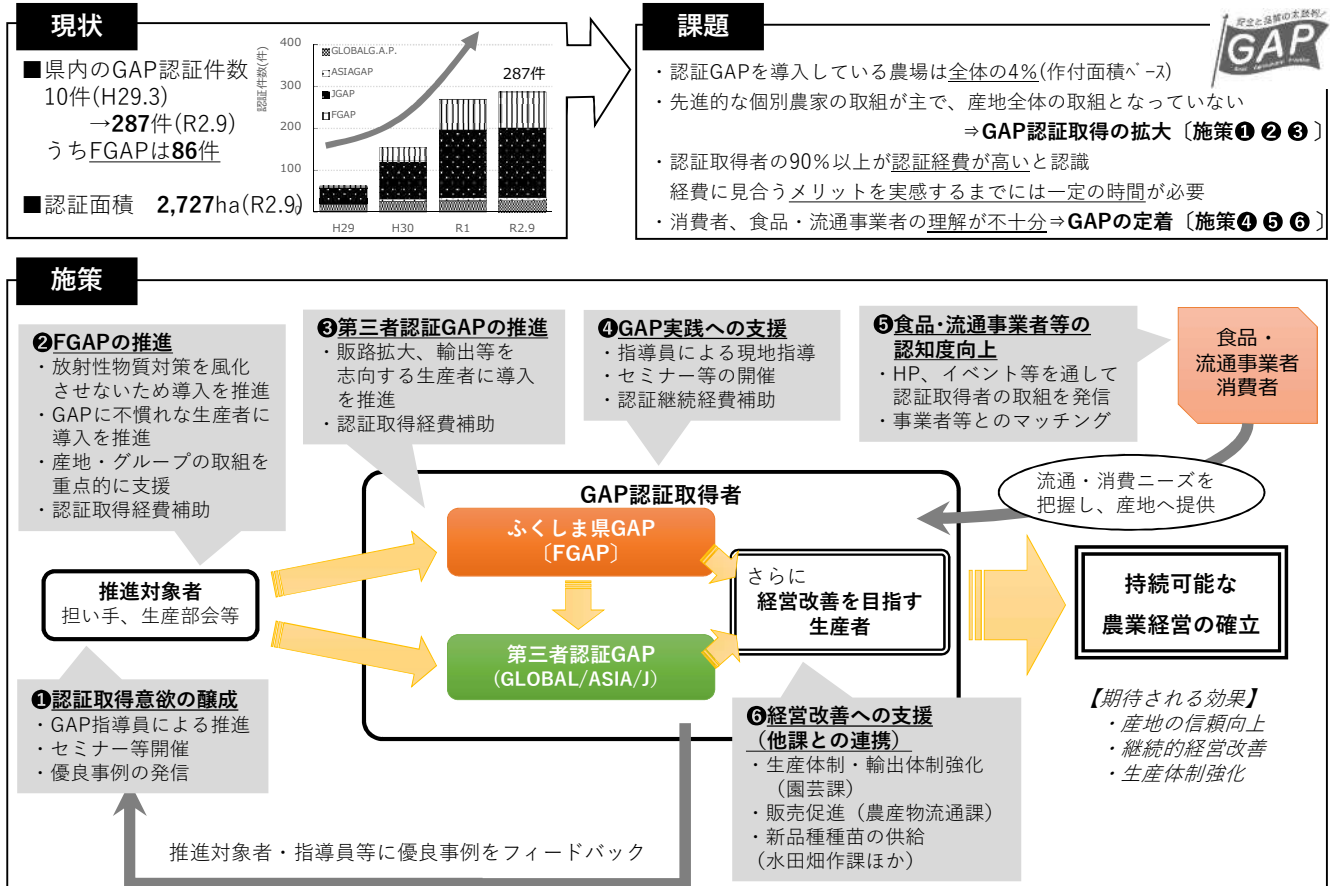 現状
■県内のGAP認証件数
10件(H29.3)
→287件(R2.9)
うちFGAPは86件
■認証面積 2,727ha(R2.9)
認証件数(件)
400
300
200
100
0
GLOBALG.A.P.
ASIAGAP
JGAP
FGAP
287件
H29 H30 R1 R2.9
課題
GAP
・認証GAPを導入している農場は全体の4%(作付面積ベース)
・先進的な個別農家の取組が主で、産地全体の取組となっていない
⇒GAP認証取得の拡大〔施策❶❷❸〕
・認証取得者の90%以上が認証経費が高いと認識
経費に見合うメリットを実感するまでには一定の時間が必要
・消費者、食品・流通事業者の理解が不十分⇒GAPの定着〔施策❹❺❻〕
施策
❷FGAPの推進
・放射性物質対策を風化
させないため導入を推進
・GAPに不慣れな生産者に
導入を推進
・産地・グループの取組を
重点的に支援
・認証取得経費補助
❸第三者認証GAPの推進
・販路拡大、輸出等を
志向する生産者に導入
を推進
・認証取得経費補助
❹GAP実践への支援
・指導員による現地指導
・セミナー等の開催
・認証継続経費補助
❺食品・流通事業者等の
認知度向上
・HP、イベント等を通して
認証取得者の取組を発信
・事業者等とのマッチング
食品・
流通事業者
消費者
流通・消費ニーズを
把握し、産地へ提供
GAP認証取得者
ふくしま県GAP
〔FGAP〕
第三者認証GAP
(GLOBAL/ASIA/J)
さらに
経営改善を目指す
生産者
推進対象者
担い手、生産部会等
持続可能な
農業経営の確立
❶認証取得意欲の醸成
・GAP指導員による推進
・セミナー等開催
・優良事例の発信
❻経営改善への支援
（他課との連携）
・生産体制・輸出体制強化
（園芸課）
・販売促進（農産物流通課）
・新品種種苗の供給
（水田畑作課ほか）
【期待される効果】
・産地の信頼向上
・継続的経営改善
・生産体制強化
推進対象者・指導員等に優良事例をフィードバック